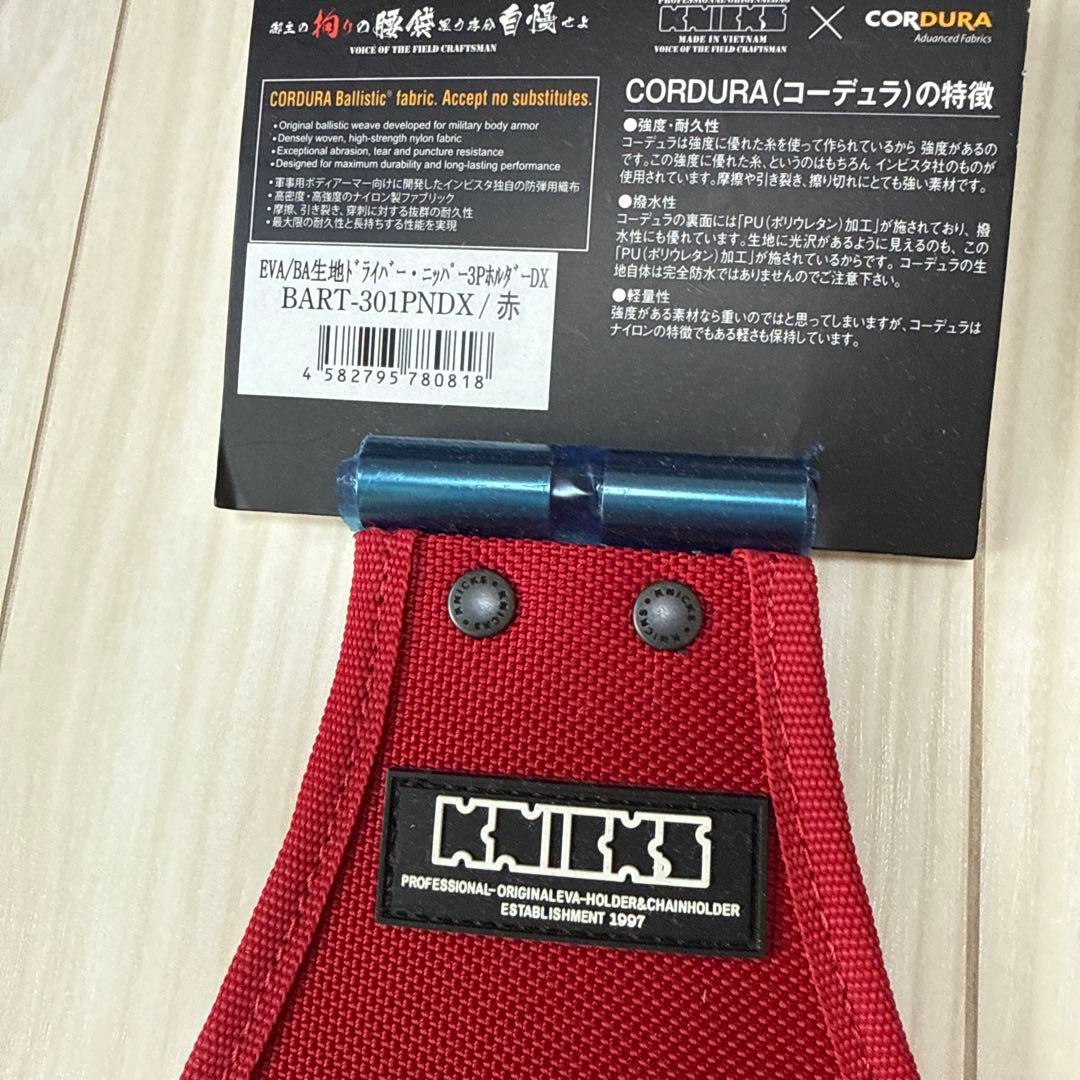 御主の拘りの腰袋思う存分自慢せよ
VOICE OF THE FIELD CRAFTSMAN
PROFESSIONAL/ORIGINALBAG
KNICKS
MADE IN VIETNAM
VOICE OF THE FIELD CRAFTSMAN
×
CORDURA
Advanced Fabrics
CORDURA Ballistic® fabric. Accept no substitutes.
•Original ballistic weave developed for military body armor
•Densely woven, high-strength nylon fabric
•Exceptional abrasion, tear and puncture resistance
•Designed for maximum durability and long-lasting performance
•軍事用ボディアーマー向けに開発したインビスタ独自の防弾用織布
•高密度・高強度のナイロン製ファブリック
•摩擦、引き裂き、穿刺に対する抜群の耐久性
•最大限の耐久性と長持ちする性能を実現
EVA/BA生地ﾄﾞﾗｲﾊﾞｰ・ﾆｯﾊﾟｰ3PﾎﾙﾀﾞｰDX
BART-301PNDX / 赤
4 582795 780818
CORDURA(コーデュラ)の特徴
●強度・耐久性
コーデュラは強度に優れた糸を使って作られているから 強度があるの
です。この強度に優れた糸、というのはもちろん インビスタ社のものが
使用されています。摩擦や引き裂き、擦り切れにとても強い素材です。
●撥水性
コーデュラの裏面には「PU(ポリウレタン)加工」が施されており、撥
水性にも優れています。生地に光沢があるように見えるのも、この
「PU(ポリウレタン)加工」が施されているからです。コーデュラの生
地自体は完全防水ではありませんのでご注意下さい。
●軽量性
強度がある素材なら重いのではと思ってしまいますが、コーデュラは
ナイロンの特徴でもある軽さも保持しています。
KNICKS • KNICKS •
KNICKS • KNICKS •
KNICKS
PROFESSIONAL-ORIGINALEVA-HOLDER&CHAINHOLDER
ESTABLISHMENT 1997